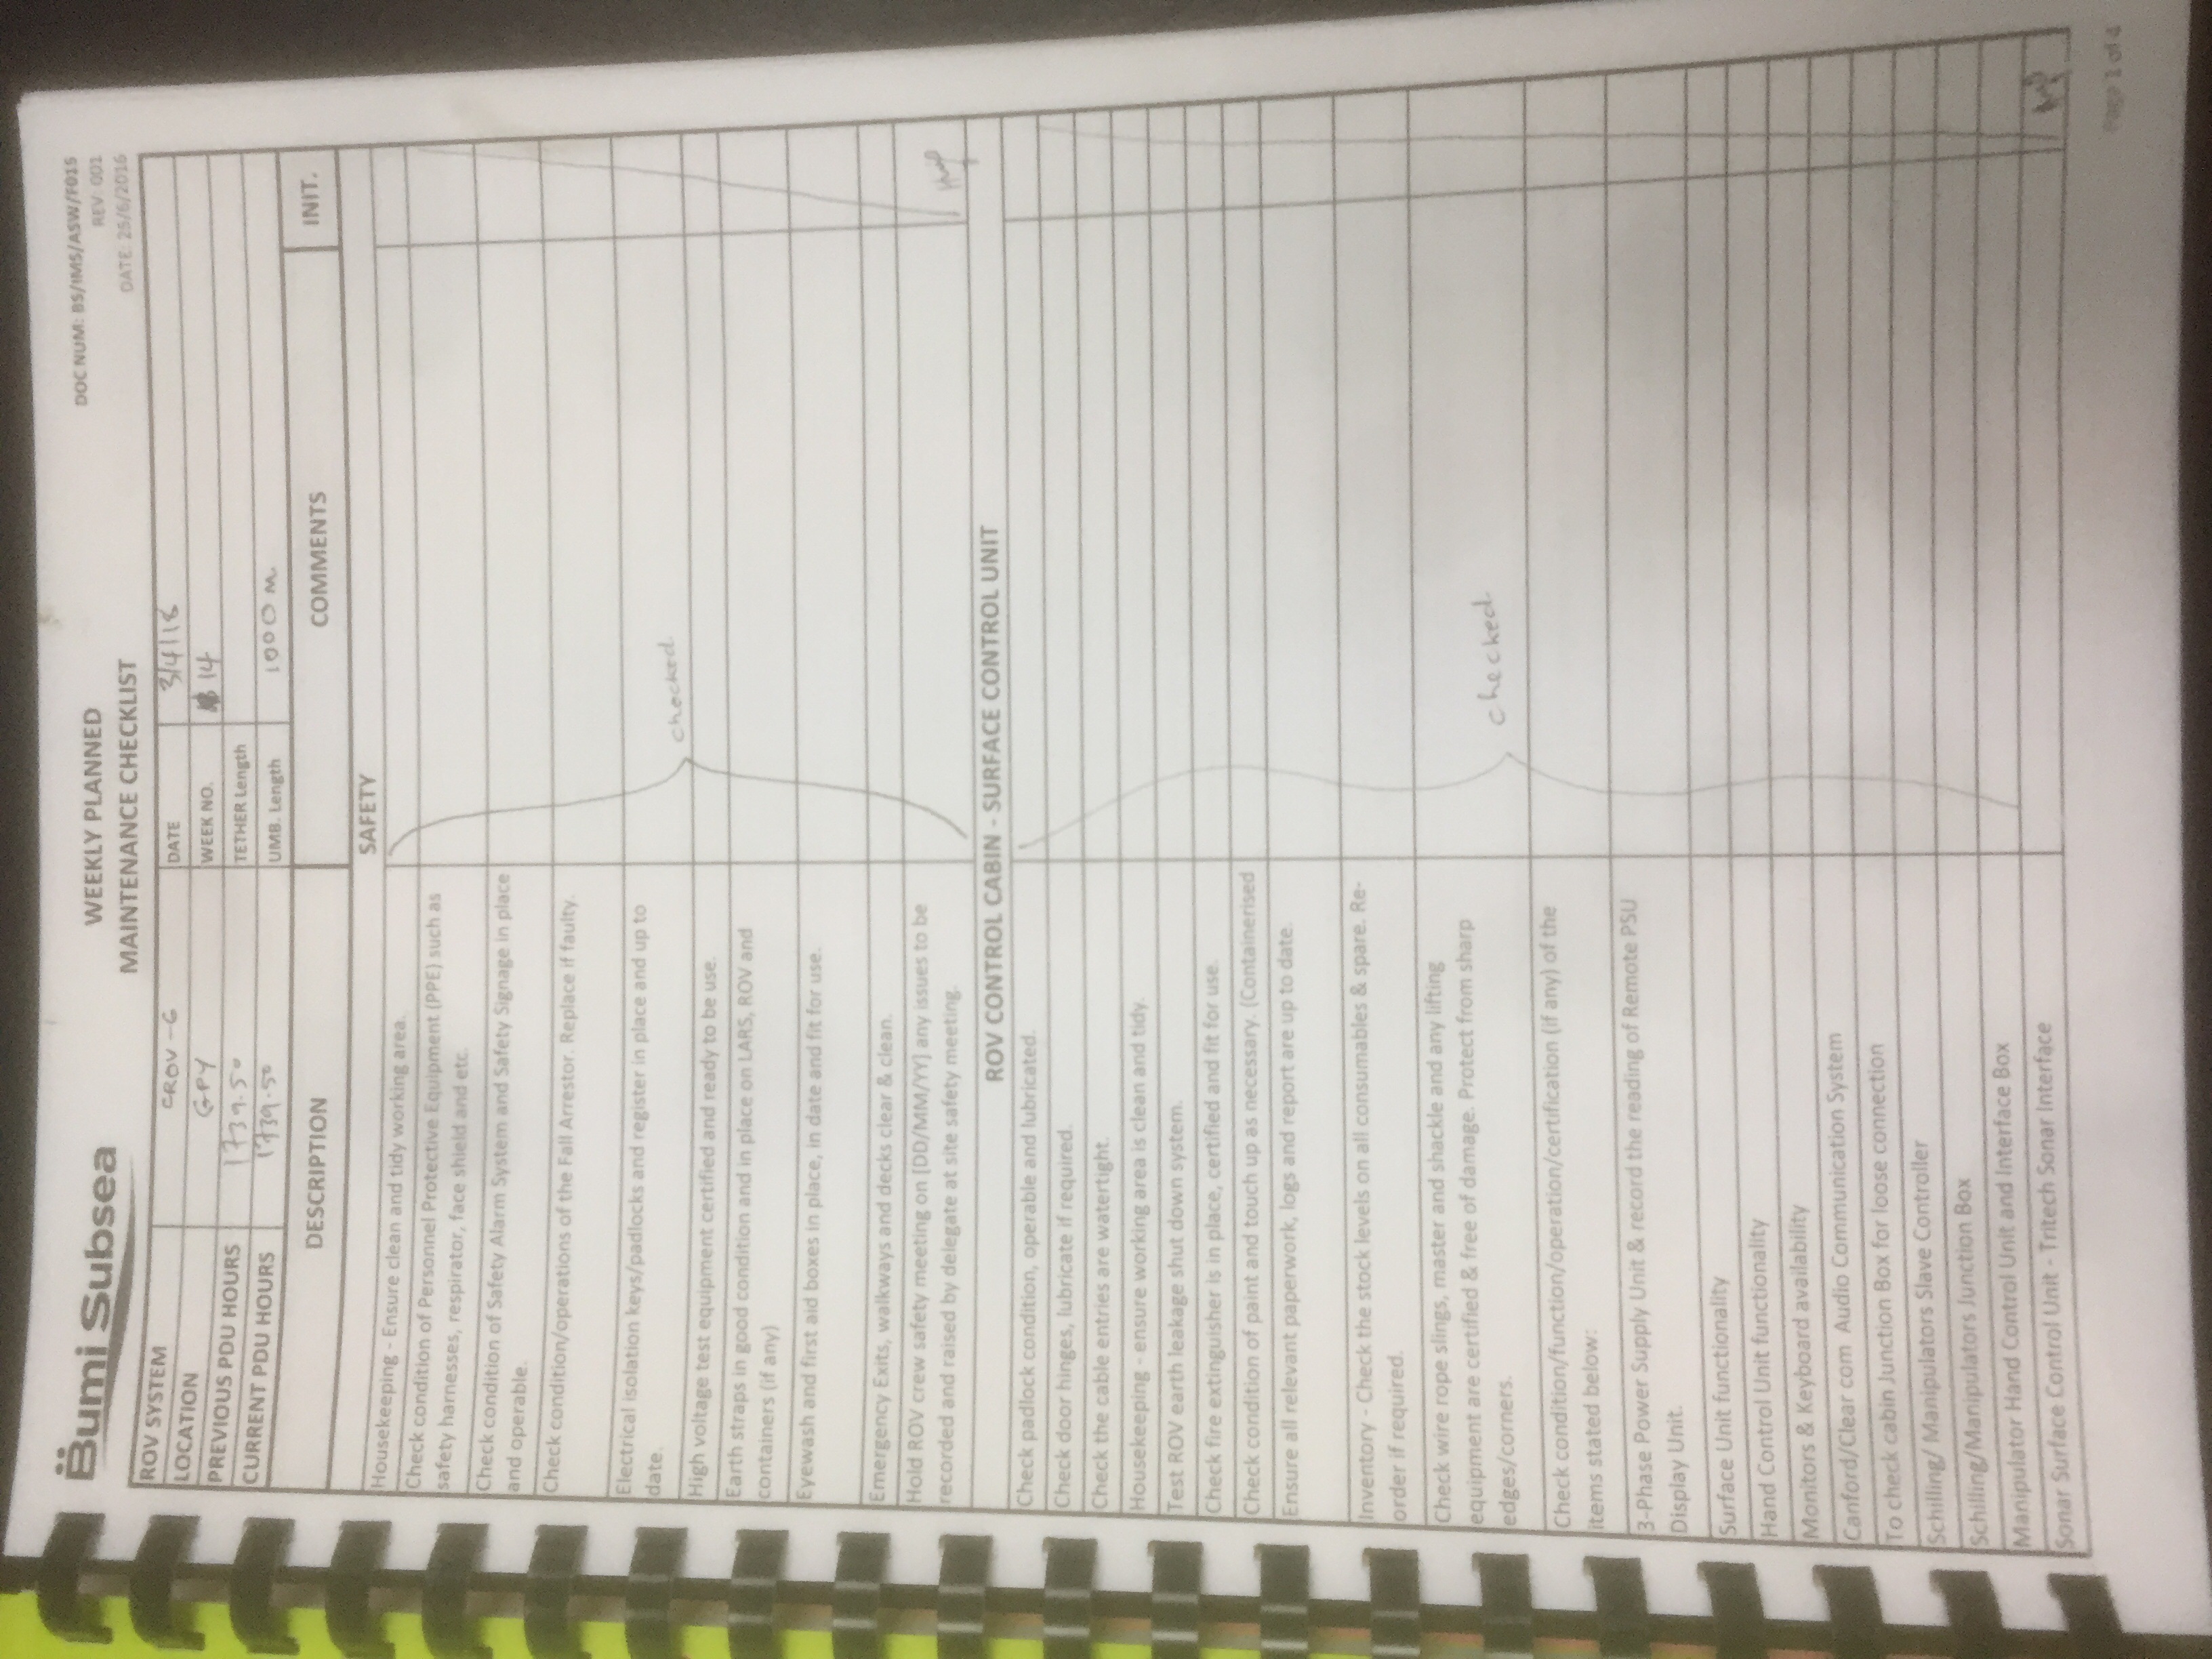 Bumi Subsea
WEEKLY PLANNED
MAINTENANCE CHECKLIST
DOC NUM: BS/IMS/ASW/F015
REV: 001
DATE: 25/6/2016
ROV SYSTEM CROV-6 DATE 3/4/18
LOCATION GPY WEEK NO. 14
PREVIOUS PDU HOURS 1739.50 TETHER Length
CURRENT PDU HOURS 1739.50 UMB. Length 1000 m
DESCRIPTION COMMENTS INIT.
SAFETY
Housekeeping - Ensure clean and tidy working area.
Check condition of Personnel Protective Equipment (PPE) such as
safety harnesses, respirator, face shield and etc.
Check condition of Safety Alarm System and Safety Signage in place
and operable.
Check condition/operations of the Fall Arrestor. Replace if faulty.
Electrical isolation keys/padlocks and register in place and up to
date.
checked
High voltage test equipment certified and ready to be use.
Earth straps in good condition and in place on LARS, ROV and
containers (if any)
Eyewash and first aid boxes in place, in date and fit for use.
Emergency Exits, walkways and decks clear & clean.
Hold ROV crew safety meeting on [DD/MM/YY] any issues to be
recorded and raised by delegate at site safety meeting.
ROV CONTROL CABIN - SURFACE CONTROL UNIT
Check padlock condition, operable and lubricated.
Check door hinges, lubricate if required.
Check the cable entries are watertight.
Housekeeping - ensure working area is clean and tidy.
Test ROV earth leakage shut down system.
Check fire extinguisher is in place, certified and fit for use.
Check condition of paint and touch up as necessary. (Containerised
Ensure all relevant paperwork, logs and report are up to date.
Inventory - Check the stock levels on all consumables & spare. Re-
order if required.
Check wire rope slings, master and shackle and any lifting
equipment are certified & free of damage. Protect from sharp
edges/corners.
checked
Check condition/function/operation/certification (if any) of the
items stated below:
3-Phase Power Supply Unit & record the reading of Remote PSU
Display Unit.
Surface Unit functionality
Hand Control Unit functionality
Monitors & Keyboard availability
Canford/Clear com Audio Communication System
To check cabin Junction Box for loose connection
Schilling/ Manipulators Slave Controller
Schilling/Manipulators Junction Box
Manipulator Hand Control Unit and Interface Box
Sonar Surface Control Unit - Tritech Sonar Interface
Page 1 of 4